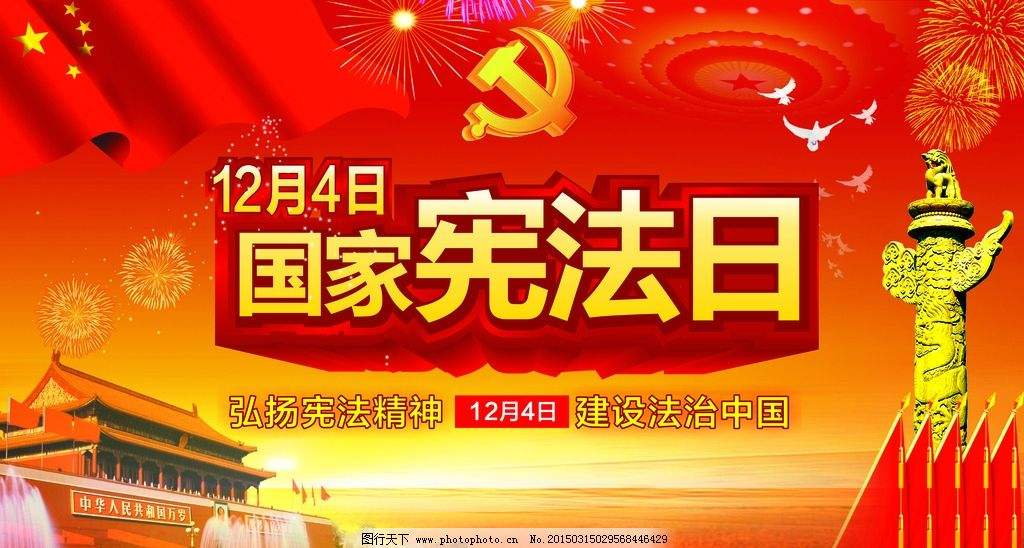 12月4日
国家宪法日
弘扬宪法精神 12月4日 建设法治中国
中华人民共和国万岁
图行天下 www.photophoto.cn No.20150315029568446429